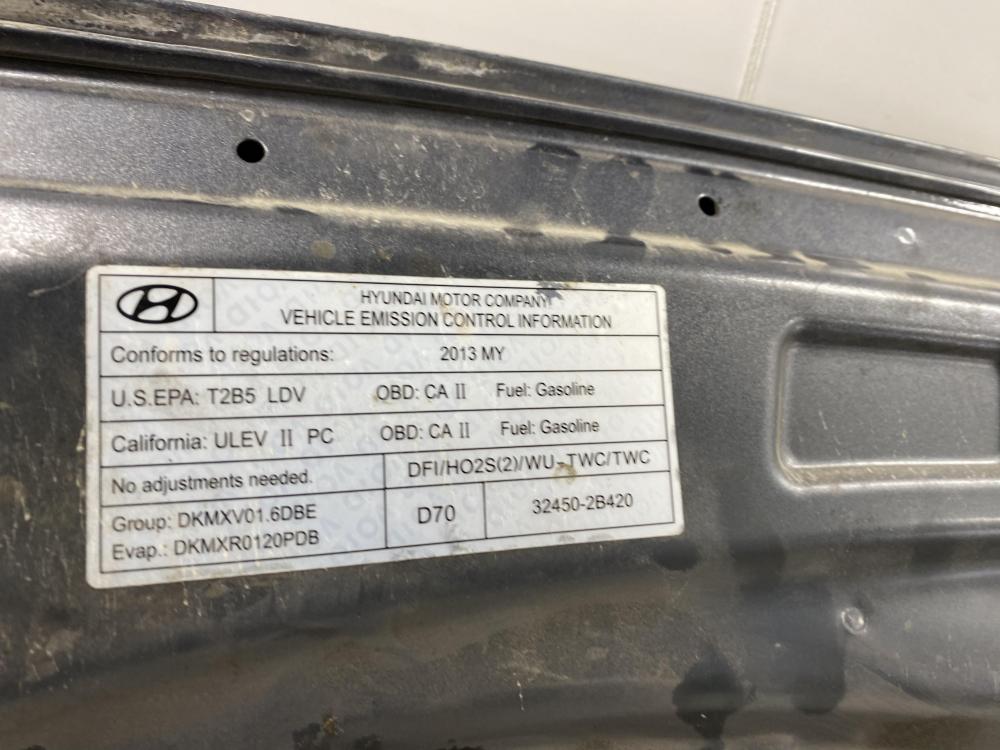 HYUNDAI MOTOR COMPANY
VEHICLE EMISSION CONTROL INFORMATION
Conforms to regulations: 2013 MY
U.S.EPA: T2B5 LDV OBD: CA II Fuel: Gasoline
California: ULEV II PC OBD: CA II Fuel: Gasoline
No adjustments needed. DFI/HO2S(2)/WU-TWC/TWC
Group: DKMXV01.6DBE
Evap.: DKMXR0120PDB
D70
32450-2B420